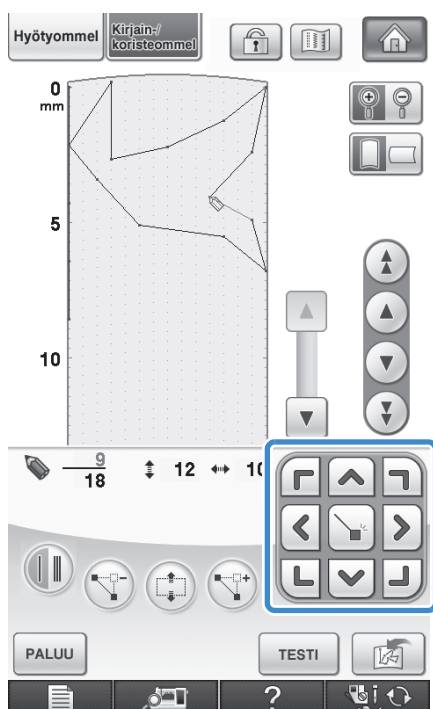 Hyötyommel
Kirjain-/
koristeommel
0
mm
5
10
9
18
12
10
PALUU
TESTI
?
i